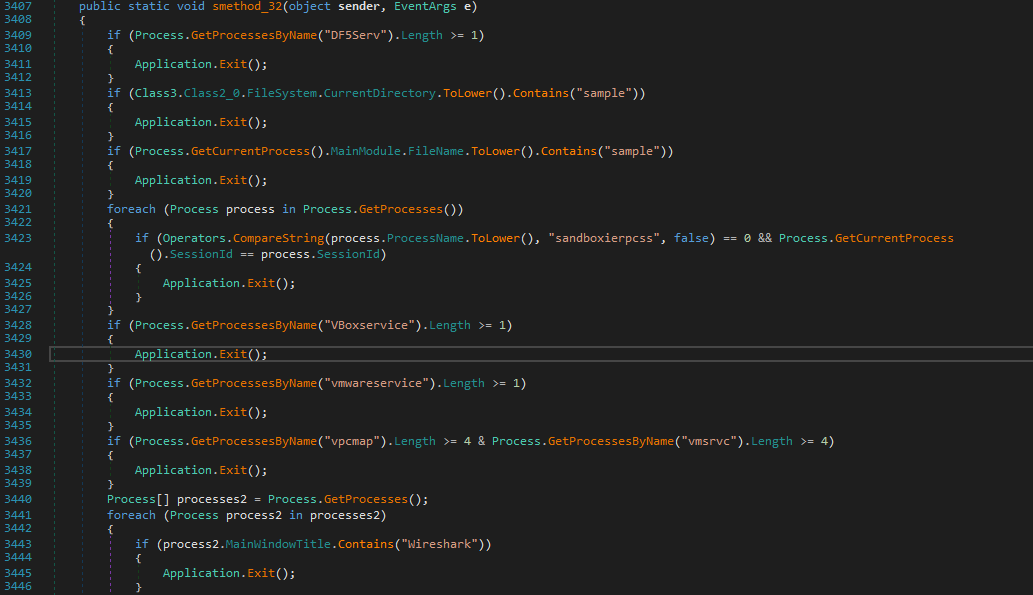 3407 public static void smethod_32(object sender, EventArgs e)
3408 {
3409 if (Process.GetProcessesByName("DF5Serv").Length >= 1)
3410 {
3411 Application.Exit();
3412 }
3413 if (Class3.Class2_0.FileSystem.CurrentDirectory.ToLower().Contains("sample"))
3414 {
3415 Application.Exit();
3416 }
3417 if (Process.GetCurrentProcess().MainModule.FileName.ToLower().Contains("sample"))
3418 {
3419 Application.Exit();
3420 }
3421 foreach (Process process in Process.GetProcesses())
3422 {
3423 if (Operators.CompareString(process.ProcessName.ToLower(), "sandboxierpcss", false) == 0 && Process.GetCurrentProcess
().SessionId == process.SessionId)
3424 {
3425 Application.Exit();
3426 }
3427 }
3428 if (Process.GetProcessesByName("VBoxservice").Length >= 1)
3429 {
3430 Application.Exit();
3431 }
3432 if (Process.GetProcessesByName("vmwareservice").Length >= 1)
3433 {
3434 Application.Exit();
3435 }
3436 if (Process.GetProcessesByName("vpcmap").Length >= 4 & Process.GetProcessesByName("vmsrvc").Length >= 4)
3437 {
3438 Application.Exit();
3439 }
3440 Process[] processes2 = Process.GetProcesses();
3441 foreach (Process process2 in processes2)
3442 {
3443 if (process2.MainWindowTitle.Contains("Wireshark"))
3444 {
3445 Application.Exit();
3446 }